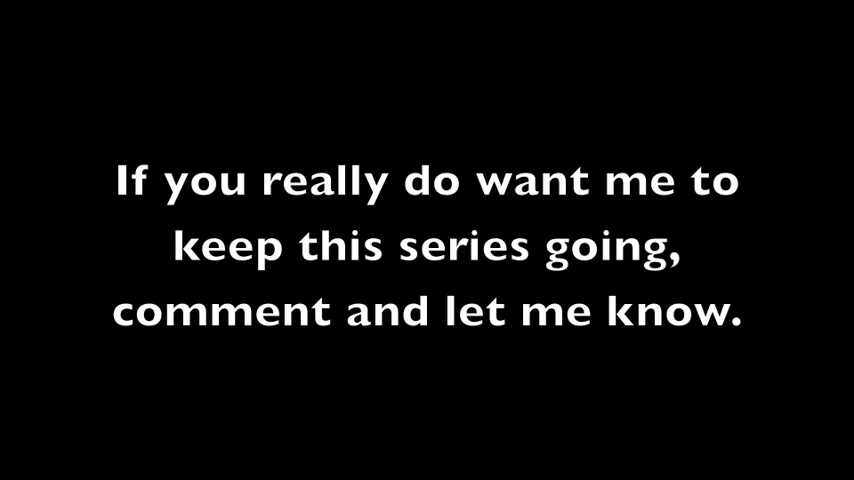 If you really do want me to
keep this series going,
comment and let me know.